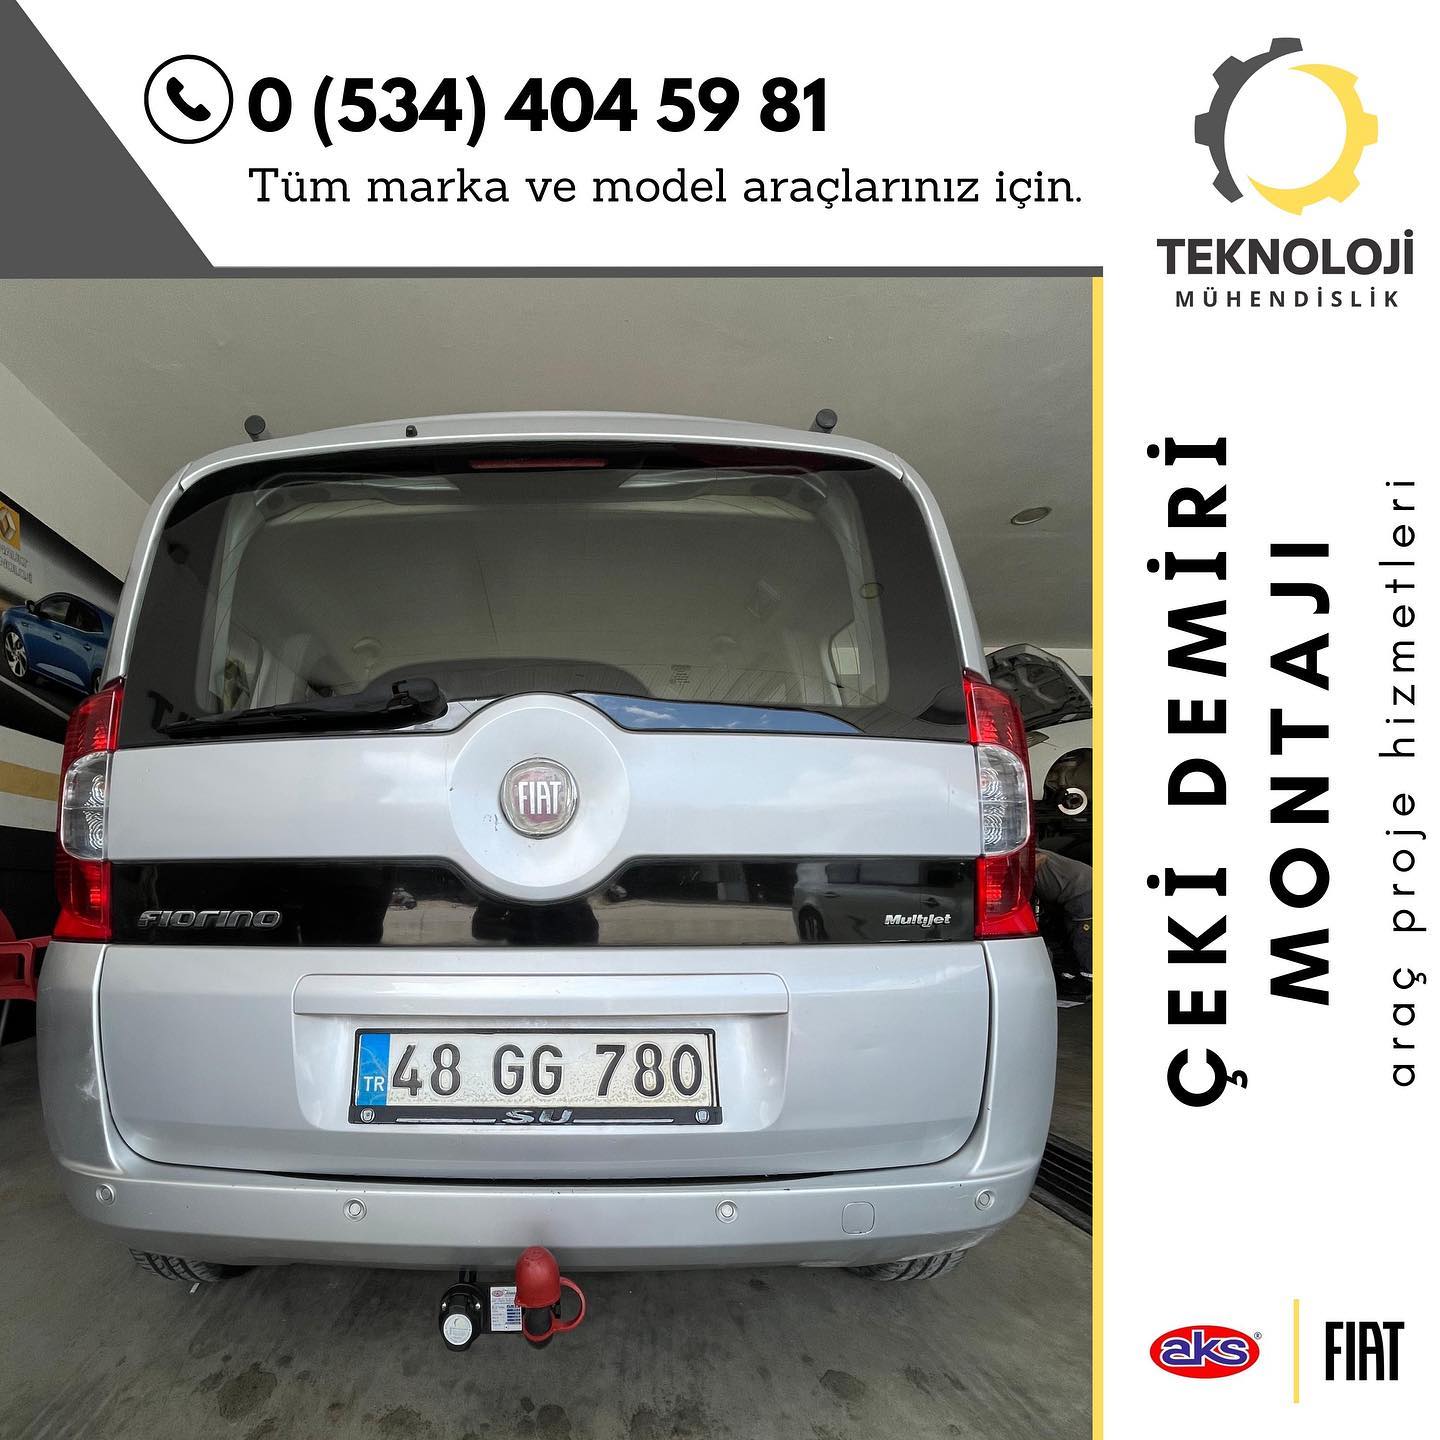 0 (534) 404 59 81
Tüm marka ve model araçlarınız için.
TEKNOLOJİ
MÜHENDİSLİK
ÇEKİ DEMİRİ
MONTAJI
araç proje hizmetleri
FIAT
FIORINO
MultiJet
TR
48 GG 780
SU
aks®
FIAT